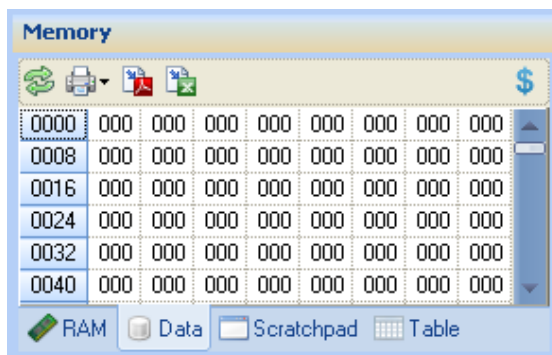 Memory
$
0000 000 000 000 000 000 000 000 000
0008 000 000 000 000 000 000 000 000
0016 000 000 000 000 000 000 000 000
0024 000 000 000 000 000 000 000 000
0032 000 000 000 000 000 000 000 000
0040 000 000 000 000 000 000 000 000
RAM Data Scratchpad Table